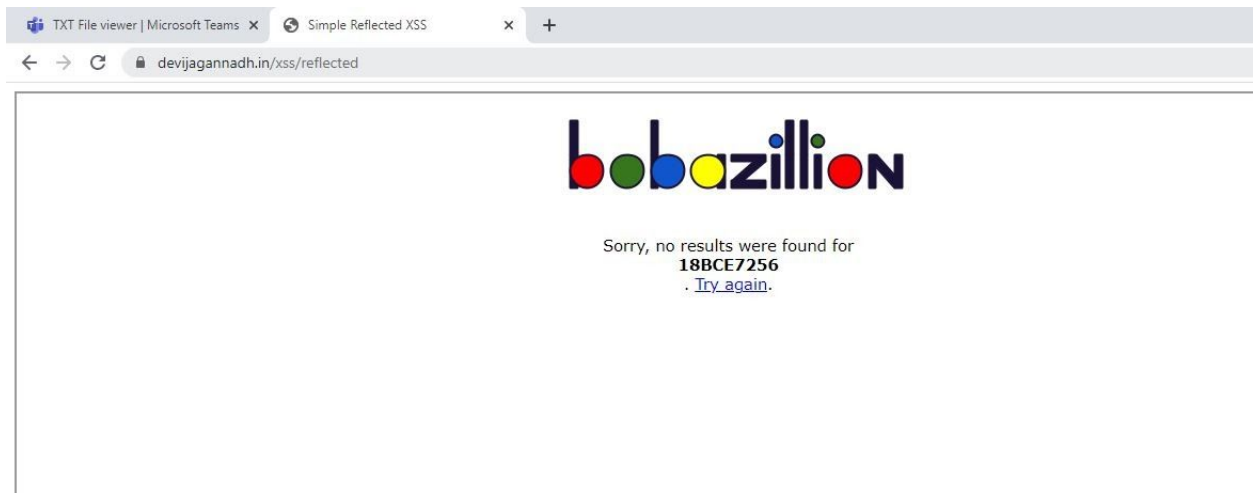 TXT File viewer | Microsoft Teams
Simple Reflected XSS
devijagannadh.in/xss/reflected
bobazillion
Sorry, no results were found for
18BCE7256
. Try again.